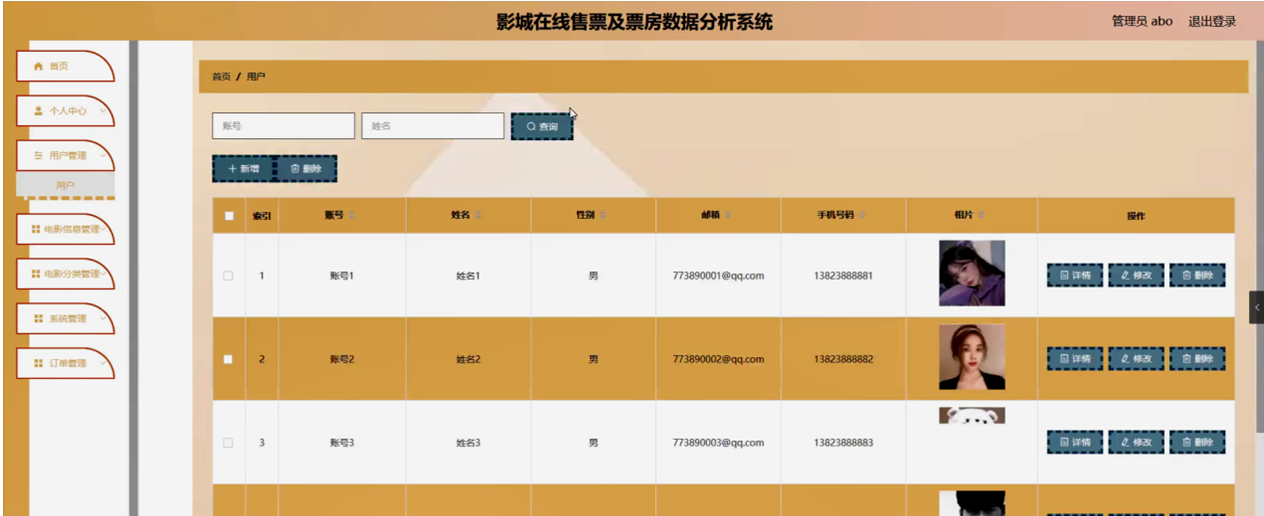 影城在线售票及票房数据分析系统
管理员 abo 退出登录
首页
个人中心
用户管理
用户
电影信息管理
电影分类管理
系统管理
订单管理
首页 / 用户
账号 姓名 查询
新增 删除
索引 账号 姓名 性别 邮箱 手机号码 相片 操作
1 账号1 姓名1 男 773890001@qq.com 13823888881 详情 修改 删除
2 账号2 姓名2 男 773890002@qq.com 13823888882 详情 修改 删除
3 账号3 姓名3 男 773890003@qq.com 13823888883 详情 修改 删除